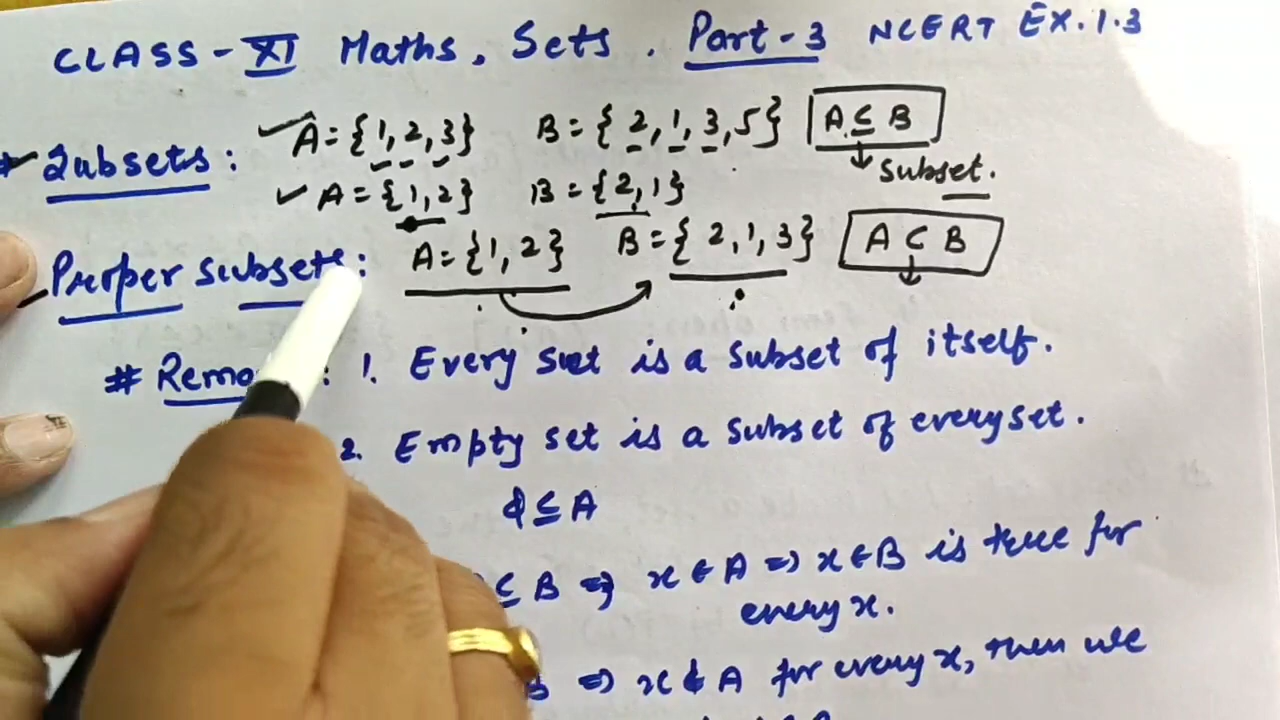 CLASS - XI Maths, Sets. Part-3 NCERT EX.1.3
Subsets: A = {1,2,3} B = {2,1,3,5} A ⊆ B
Subset.
A = {1,2} B = {2,1}
Proper subsets: A = {1,2} B = {2,1,3} A ⊂ B
# : 1. Every set is a subset of itself.
2. Empty set is a subset of every set.
ϕ ⊆ A
⊆ B ⇒ x ∈ A ⇒ x ∈ B is true for
every x.
B ⇒ x ∉ A for every x, then we